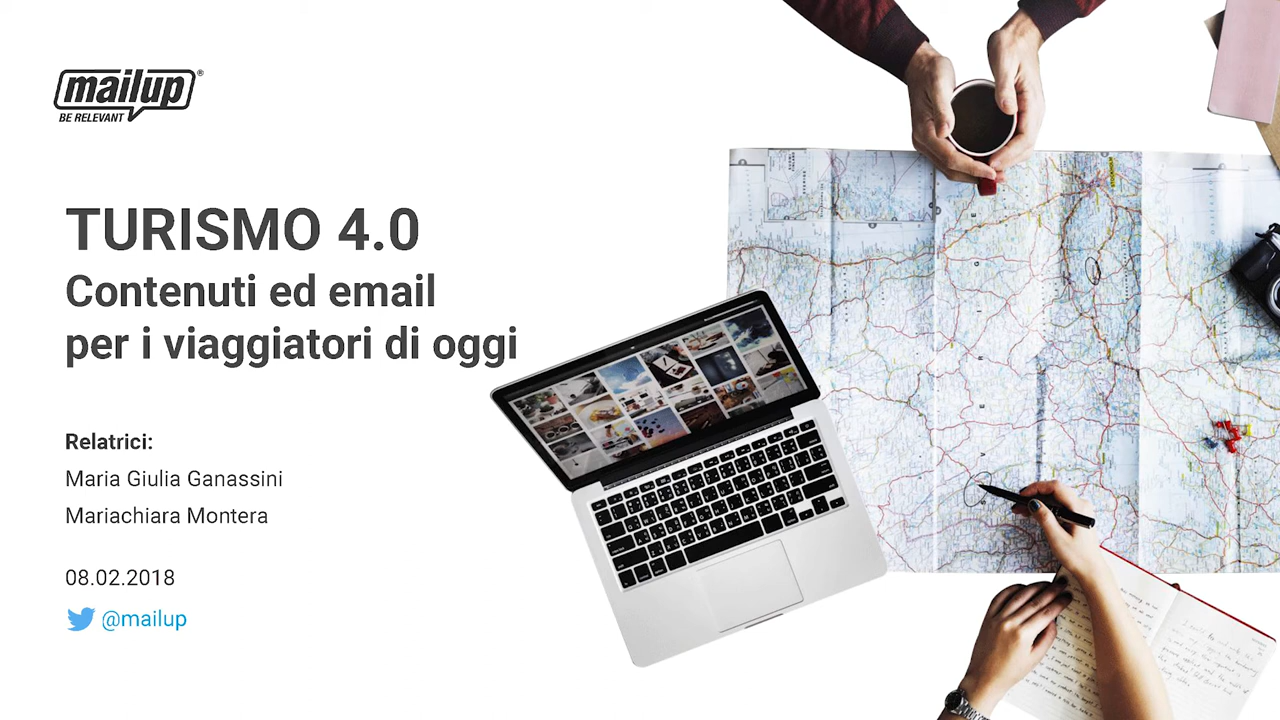 mailup®
BE RELEVANT
TURISMO 4.0
Contenuti ed email
per i viaggiatori di oggi
Relatrici:
Maria Giulia Ganassini
Mariachiara Montera
08.02.2018
@mailup